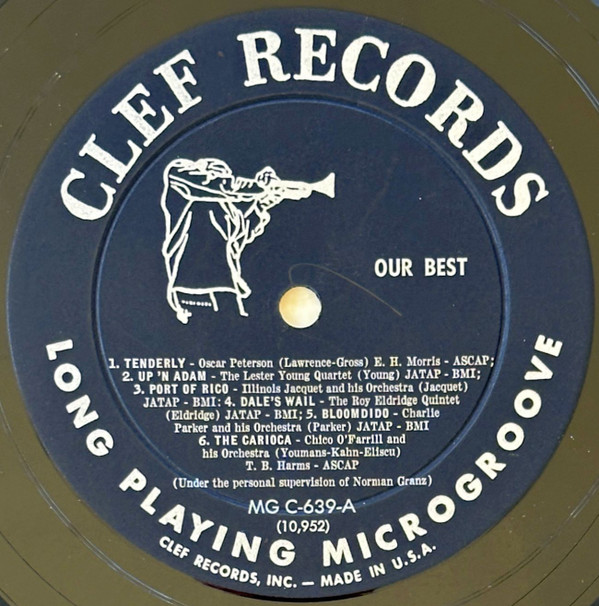 CLEF RECORDS
OUR BEST
1. TENDERLY - Oscar Peterson (Lawrence-Gross) E. H. Morris - ASCAP;
2. UP 'N ADAM - The Lester Young Quartet (Young) JATAP - BMI;
3. PORT OF RICO - Illinois Jacquet and his Orchestra (Jacquet)
JATAP - BMI: 4. DALE'S WAIL - The Roy Eldridge Quintet
(Eldridge) JATAP - BMI; 5. BLOOMDIDO - Charlie
Parker and his Orchestra (Parker) JATAP - BMI
6. THE CARIOCA - Chico O'Farrill and
his Orchestra (Youmans-Kahn-Eliscu)
T. B. Harms - ASCAP
(Under the personal supervision of Norman Granz)
MG C-639-A
(10,952)
LONG PLAYING MICROGROOVE
CLEF RECORDS, INC. — MADE IN U.S.A.